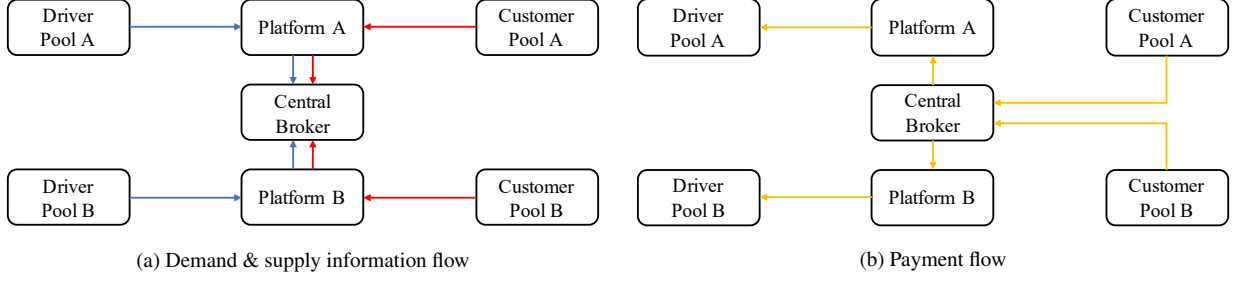 Driver
Pool A
Platform A
Customer
Pool A
Central
Broker
Driver
Pool B
Platform B
Customer
Pool B
(a) Demand & supply information flow
Driver
Pool A
Platform A
Customer
Pool A
Central
Broker
Driver
Pool B
Platform B
Customer
Pool B
(b) Payment flow